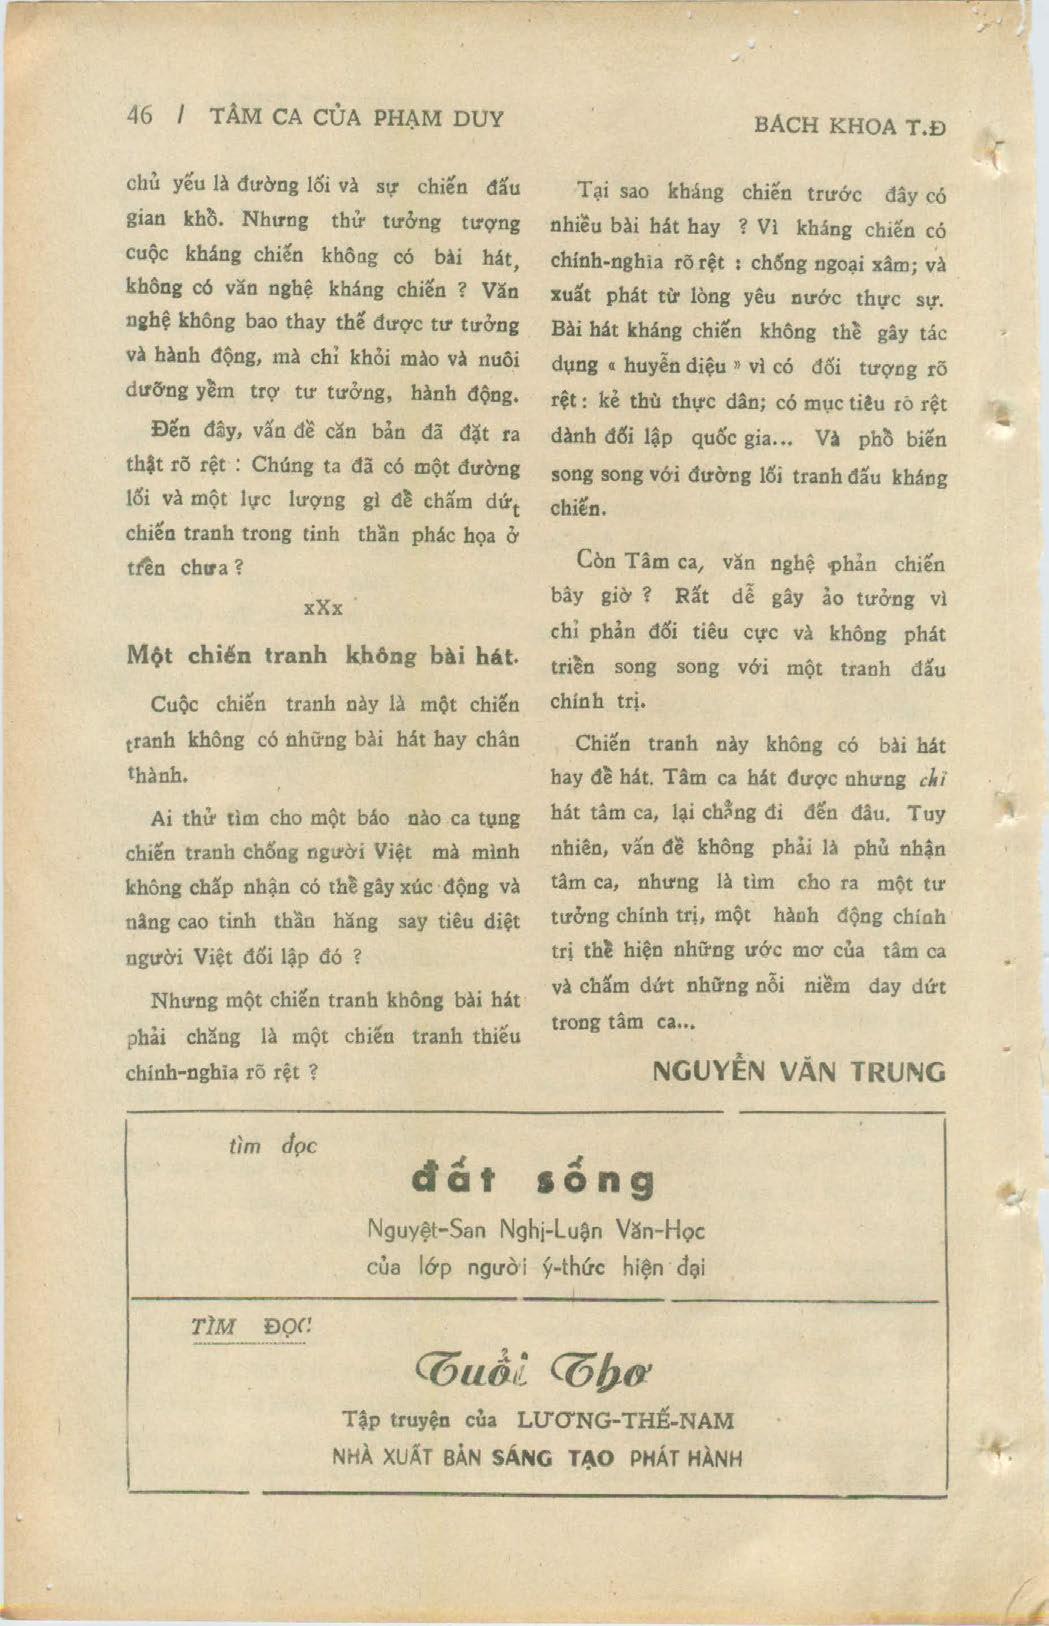 46 / TÂM CA CỦA PHẠM DUY
BÁCH KHOA T.Đ
chủ yếu là đường lối và sự chiến đấu
gian khổ. Nhưng thử tưởng tượng
cuộc kháng chiến không có bài hát,
không có văn nghệ kháng chiến ? Văn
nghệ không bao thay thế được tư tưởng
và hành động, mà chỉ khỏi mào và nuôi
dưỡng yểm trợ tư tưởng, hành động.
Đến đây, vấn đề căn bản đã đặt ra
thật rõ rệt : Chúng ta đã có một đường
lối và một lực lượng gì để chấm dứt
chiến tranh trong tinh thần phác họa ở
trên chưa ?
xXx
Một chiến tranh không bài hát.
Cuộc chiến tranh này là một chiến
tranh không có những bài hát hay chân
thành.
Ai thử tìm cho một báo nào ca tụng
chiến tranh chống người Việt mà mình
không chấp nhận có thể gây xúc động và
nâng cao tinh thần hăng say tiêu diệt
người Việt đối lập đó ?
Nhưng một chiến tranh không bài hát
phải chăng là một chiến tranh thiếu
chính-nghĩa rõ rệt ?
Tại sao kháng chiến trước đây có
nhiều bài hát hay ? Vì kháng chiến có
chính-nghĩa rõ rệt : chống ngoại xâm; và
xuất phát từ lòng yêu nước thực sự.
Bài hát kháng chiến không thể gây tác
dụng « huyễn diệu » vì có đối tượng rõ
rệt : kẻ thù thực dân; có mục tiêu rõ rệt
dành đối lập quốc gia... Và phổ biến
song song với đường lối tranh đấu kháng
chiến.
Còn Tâm ca, văn nghệ phản chiến
bây giờ ? Rất dễ gây ảo tưởng vì
chỉ phản đối tiêu cực và không phát
triển song song với một tranh đấu
chính trị.
Chiến tranh này không có bài hát
hay để hát. Tâm ca hát được nhưng chỉ
hát tâm ca, lại chẳng đi đến đâu. Tuy
nhiên, vấn đề không phải là phủ nhận
tâm ca, nhưng là tìm cho ra một tư
tưởng chính trị, một hành động chính
trị thể hiện những ước mơ của tâm ca
và chấm dứt những nỗi niềm day dứt
trong tâm ca...
NGUYỄN VĂN TRUNG
tìm đọc
đất sống
Nguyệt-San Nghị-Luận Văn-Học
của lớp người ý-thức hiện đại
TÌM ĐỌC
Tuổi Thơ
Tập truyện của LƯƠNG-THẾ-NAM
NHÀ XUẤT BẢN SÁNG TẠO PHÁT HÀNH